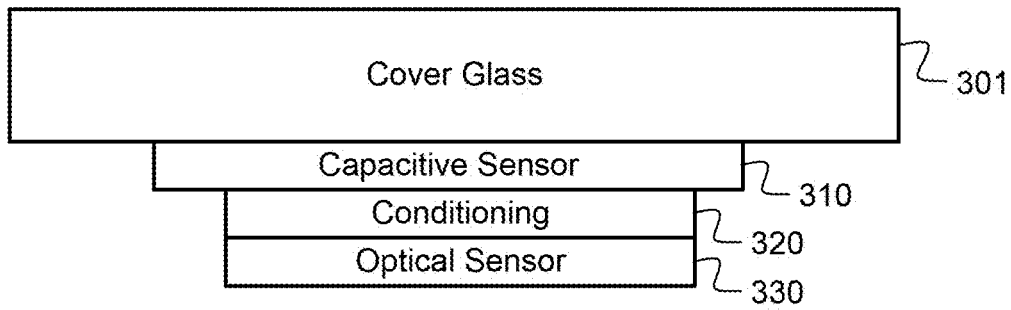 Cover Glass
301
Capacitive Sensor
310
Conditioning
320
Optical Sensor
330